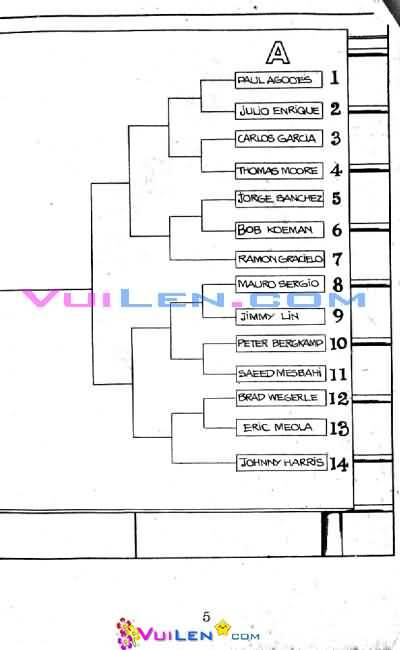 A
PAUL AGODES 1
JULIO ENRIQUE 2
CARLOS GARCIA 3
THOMAS MOORE 4
JORGE SANCHEZ 5
BOB KOEMAN 6
RAMON GRACIELO 7
MAURO SERGIO 8
VUILEN.COM
JIMMY LIN 9
PETER BERGKAMP 10
SAEED MESBAHI 11
BRAD WEGERLE 12
ERIC MEOLA 13
JOHNNY HARRIS 14
5
VUILEN.COM